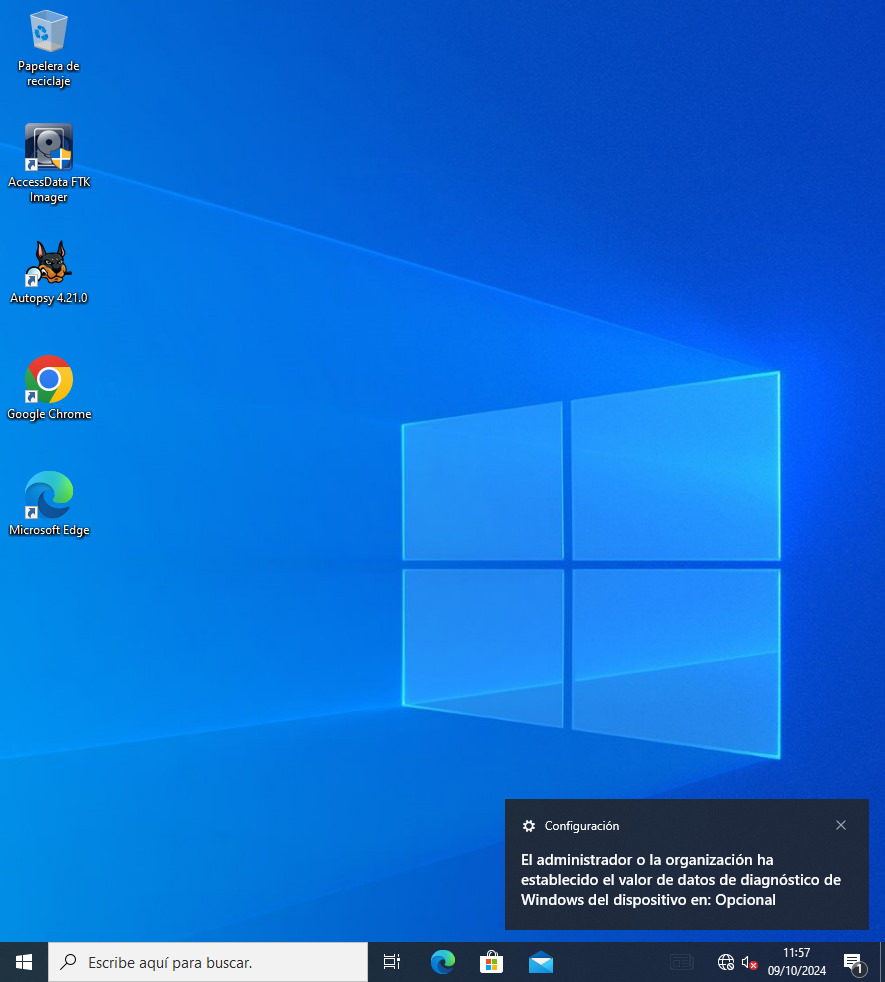 Papelera de
reciclaje
AccessData FTK
Imager
Autopsy 4.21.0
Google Chrome
Microsoft Edge
Configuración
El administrador o la organización ha
establecido el valor de datos de diagnóstico de
Windows del dispositivo en: Opcional
Escribe aquí para buscar.
11:57
09/10/2024
1